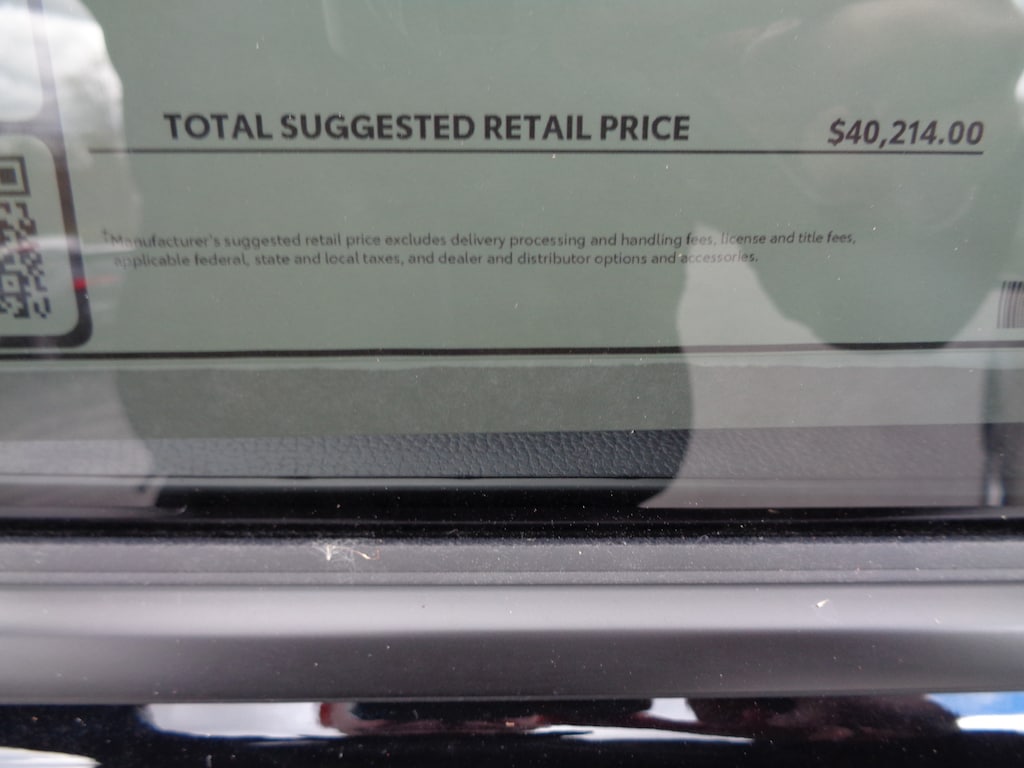 TOTAL SUGGESTED RETAIL PRICE $40,214.00
‡Manufacturer's suggested retail price excludes delivery processing and handling fees, license and title fees,
applicable federal, state and local taxes, and dealer and distributor options and accessories.